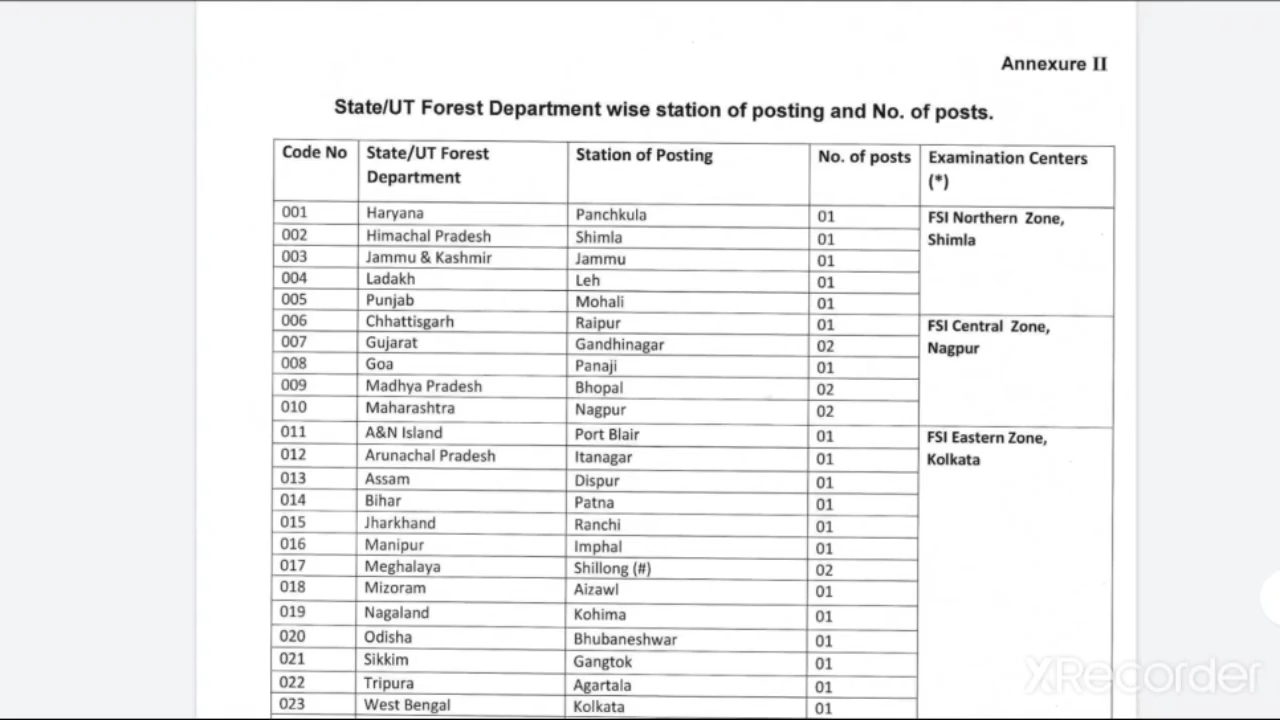 Annexure II
State/UT Forest Department wise station of posting and No. of posts.
Code No State/UT Forest Department Station of Posting No. of posts Examination Centers (*)
001 Haryana Panchkula 01 FSI Northern Zone, Shimla
002 Himachal Pradesh Shimla 01
003 Jammu & Kashmir Jammu 01
004 Ladakh Leh 01
005 Punjab Mohali 01
006 Chhattisgarh Raipur 01 FSI Central Zone, Nagpur
007 Gujarat Gandhinagar 02
008 Goa Panaji 01
009 Madhya Pradesh Bhopal 02
010 Maharashtra Nagpur 02
011 A&N Island Port Blair 01 FSI Eastern Zone, Kolkata
012 Arunachal Pradesh Itanagar 01
013 Assam Dispur 01
014 Bihar Patna 01
015 Jharkhand Ranchi 01
016 Manipur Imphal 01
017 Meghalaya Shillong (#) 02
018 Mizoram Aizawl 01
019 Nagaland Kohima 01
020 Odisha Bhubaneshwar 01
021 Sikkim Gangtok 01
022 Tripura Agartala 01
023 West Bengal Kolkata 01
XRecorder